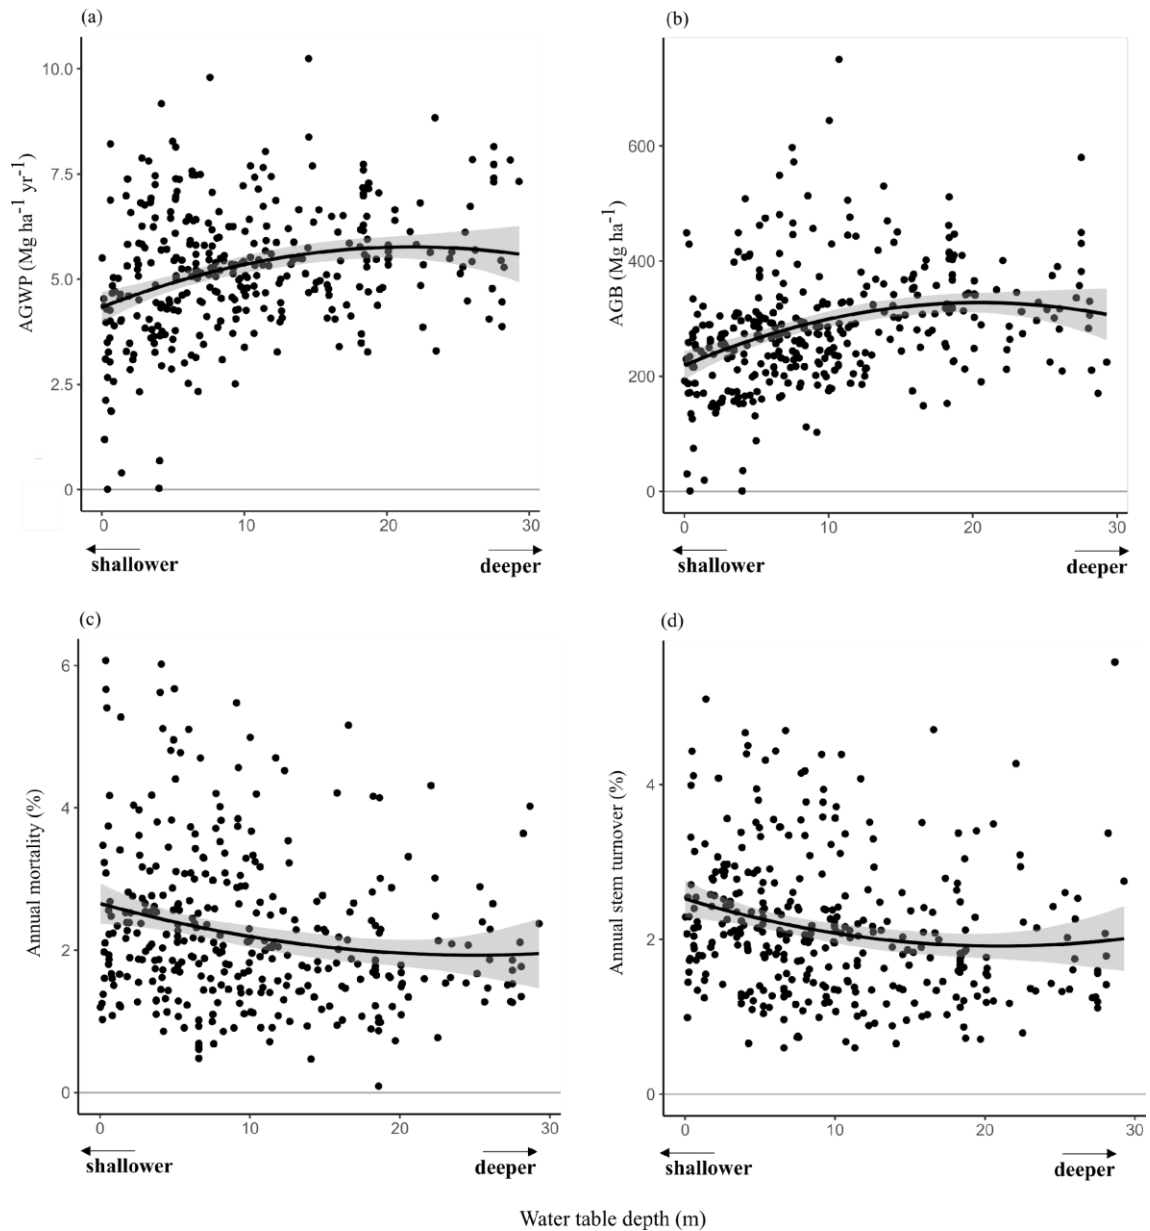 (a)
AGWP (Mg ha⁻¹ yr⁻¹)
10.0
7.5
5.0
2.5
0
0 10 20 30
shallower deeper
(b)
AGB (Mg ha⁻¹)
600
400
200
0
0 10 20 30
shallower deeper
(c)
Annual mortality (%)
6
4
2
0
0 10 20 30
shallower deeper
(d)
Annual stem turnover (%)
4
2
0
0 10 20 30
shallower deeper
Water table depth (m)